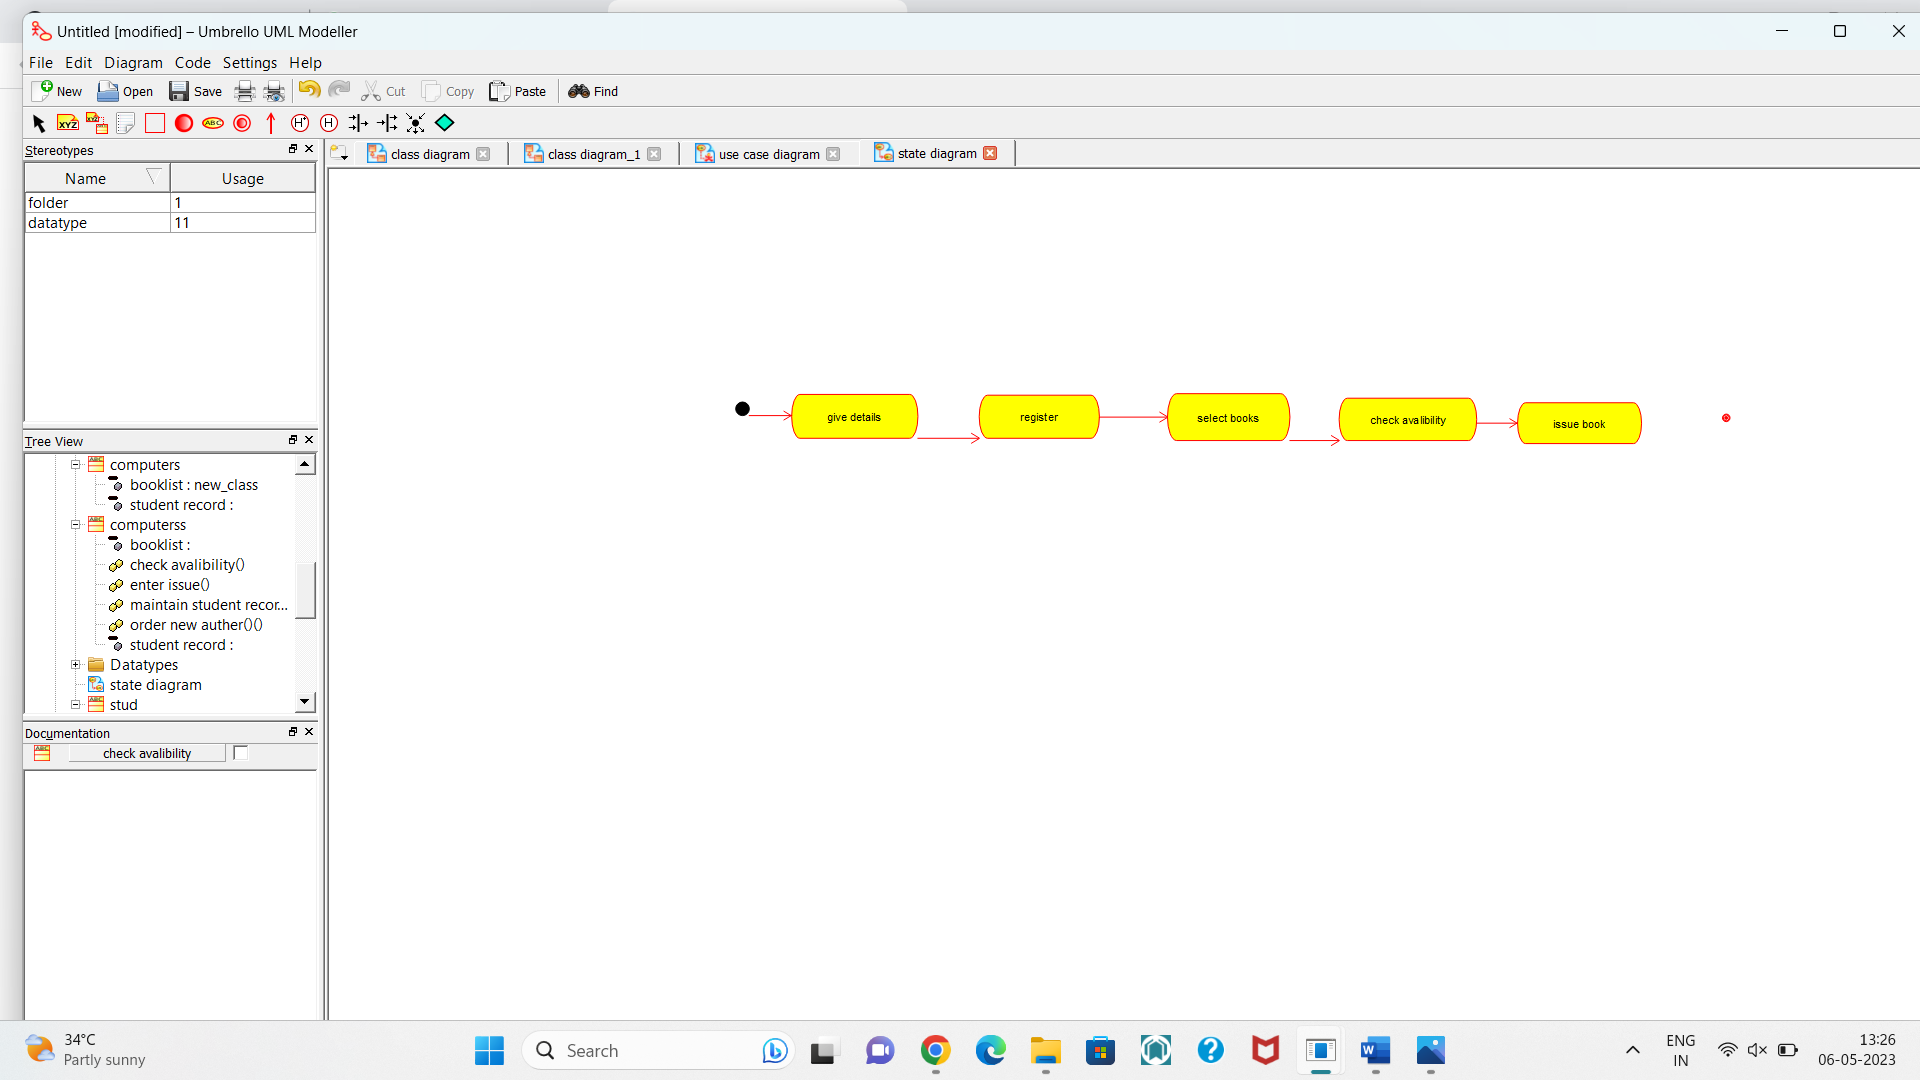 Untitled [modified] – Umbrello UML Modeller
File Edit Diagram Code Settings Help
New Open Save Cut Copy Paste Find
XYZ XYZ ABC H* H
Stereotypes
class diagram class diagram_1 use case diagram state diagram
Name Usage
folder 1
datatype 11
give details register select books check avalibility issue book
Tree View
computers
booklist : new_class
student record :
computerss
booklist :
check avalibility()
enter issue()
maintain student recor...
order new auther()()
student record :
Datatypes
state diagram
stud
Documentation
check avalibility
34°C
Partly sunny
Search
ENG
IN
13:26
06-05-2023